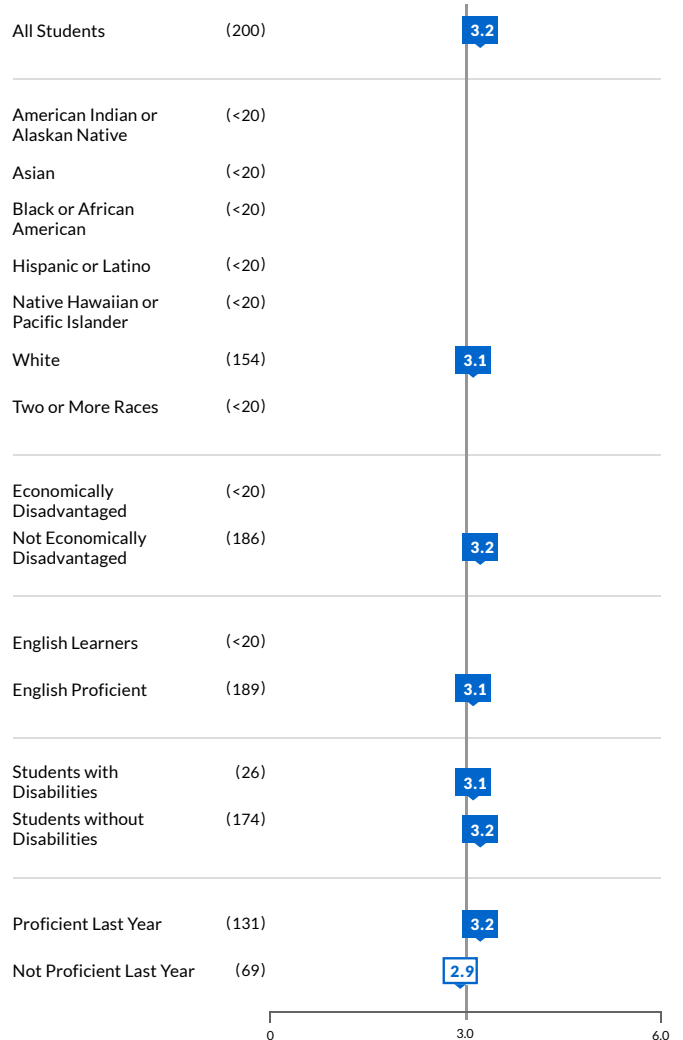 All Students (200) 3.2
American Indian or (<20)
Alaskan Native
Asian (<20)
Black or African (<20)
American
Hispanic or Latino (<20)
Native Hawaiian or (<20)
Pacific Islander
White (154) 3.1
Two or More Races (<20)
Economically (<20)
Disadvantaged
Not Economically (186) 3.2
Disadvantaged
English Learners (<20)
English Proficient (189) 3.1
Students with (26) 3.1
Disabilities
Students without (174) 3.2
Disabilities
Proficient Last Year (131) 3.2
Not Proficient Last Year (69) 2.9
0 3.0 6.0